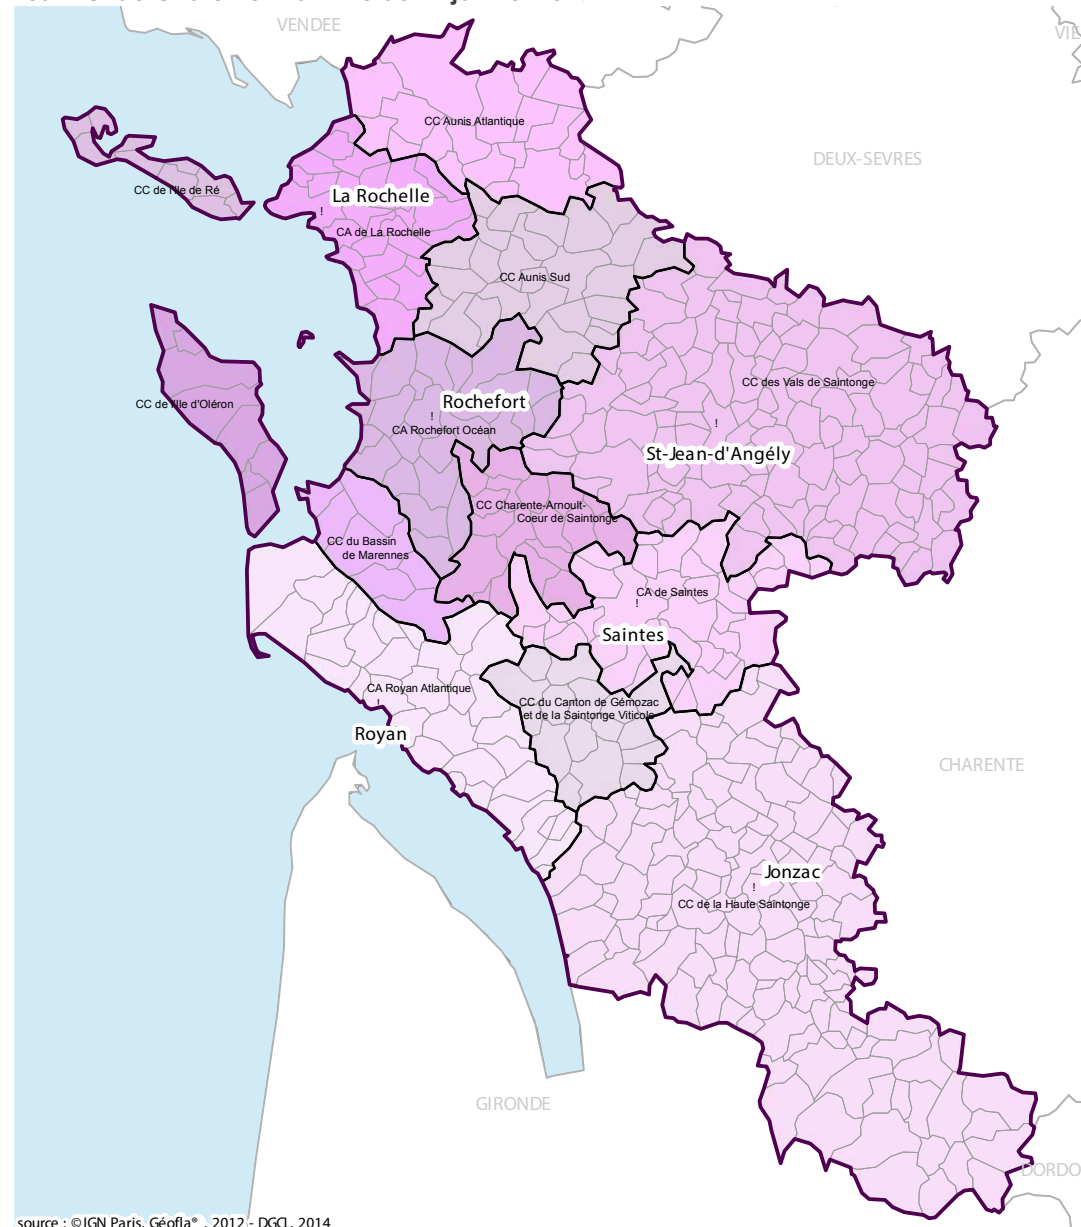 VENDEE
VIE
CC Aunis Atlantique
DEUX-SEVRES
CC de l'Ile de Ré
La Rochelle
!
CA de La Rochelle
CC Aunis Sud
CC des Vals de Saintonge
CC de l'Ile d'Oléron
Rochefort
!
CA Rochefort Océan
!
St-Jean-d'Angély
CC Charente-Arnoult-
Coeur de Saintonge
CC du Bassin
de Marennes
CA de Saintes
!
Saintes
CA Royan Atlantique
!
CC du Canton de Gémozac
et de la Saintonge Viticole
Royan
CHARENTE
Jonzac
!
CC de la Haute Saintonge
GIRONDE
DORDO
source : ©IGN Paris, Géofla® , 2012 - DGCL, 2014